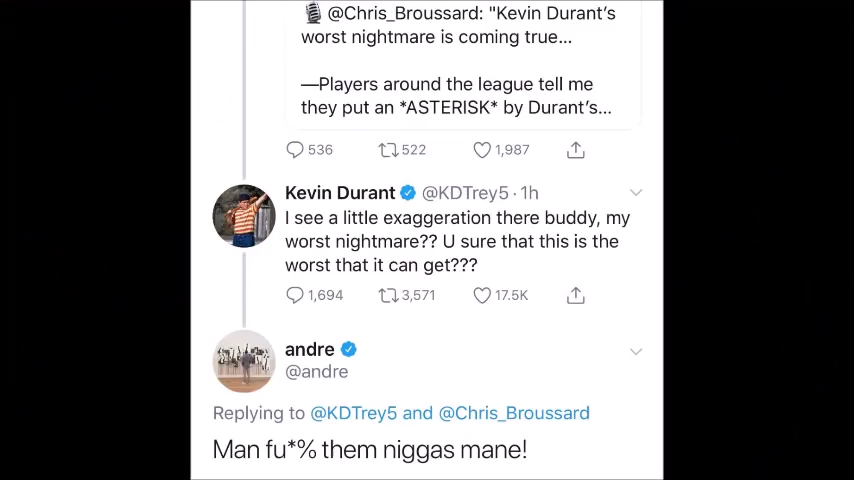 @Chris_Broussard: "Kevin Durant's
worst nightmare is coming true...
—Players around the league tell me
they put an *ASTERISK* by Durant's...
536 522 1,987
Kevin Durant @KDTrey5 · 1h
I see a little exaggeration there buddy, my
worst nightmare?? U sure that this is the
worst that it can get???
1,694 3,571 17.5K
andre
@andre
Replying to @KDTrey5 and @Chris_Broussard
Man fu*% them niggas mane!